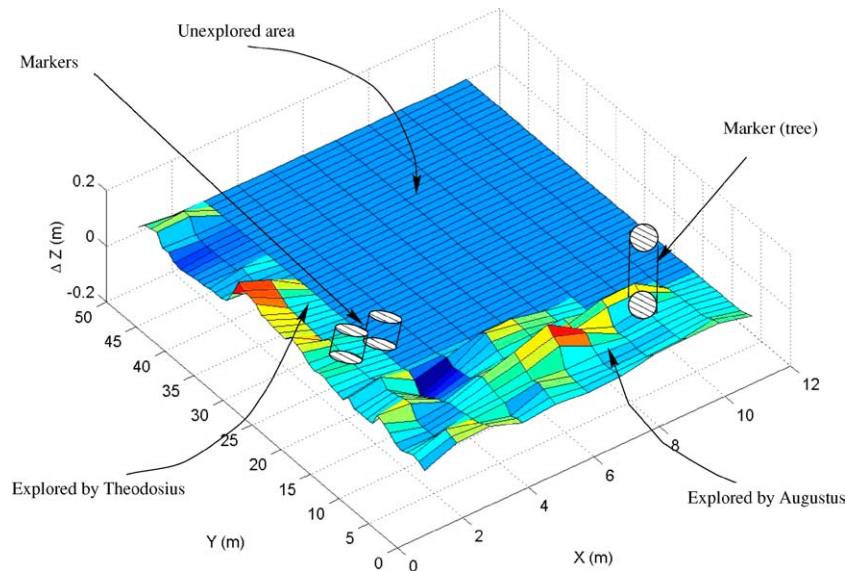 Unexplored area
Markers
Marker (tree)
0.2
0
-0.2
Δ Z (m)
50
45
40
35
30
25
20
15
10
5
0
Y (m)
0
2
4
6
8
10
12
X (m)
Explored by Theodosius
Explored by Augustus